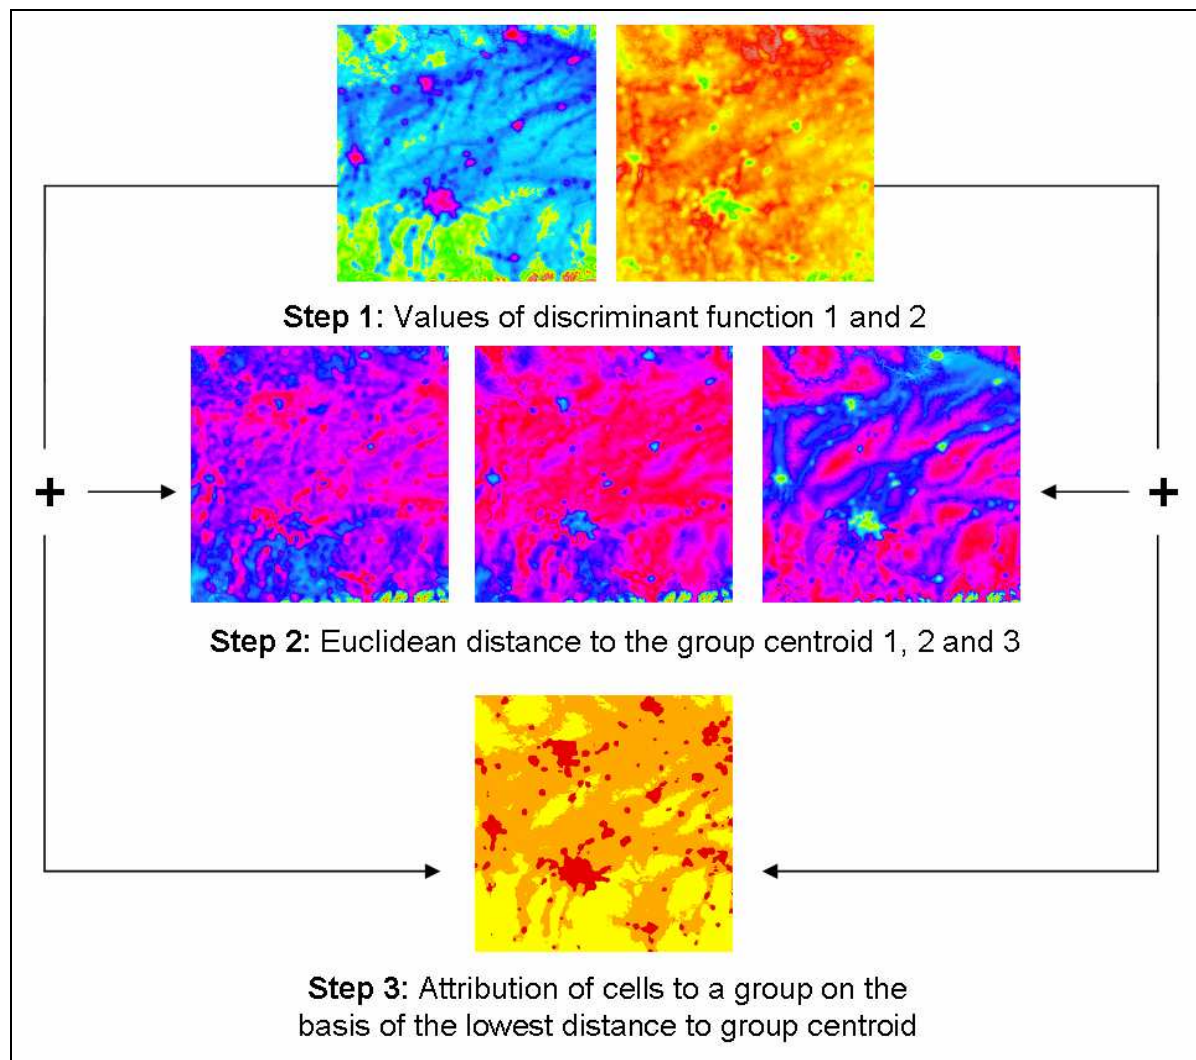 Step 1: Values of discriminant function 1 and 2
+
+
Step 2: Euclidean distance to the group centroid 1, 2 and 3
Step 3: Attribution of cells to a group on the
basis of the lowest distance to group centroid